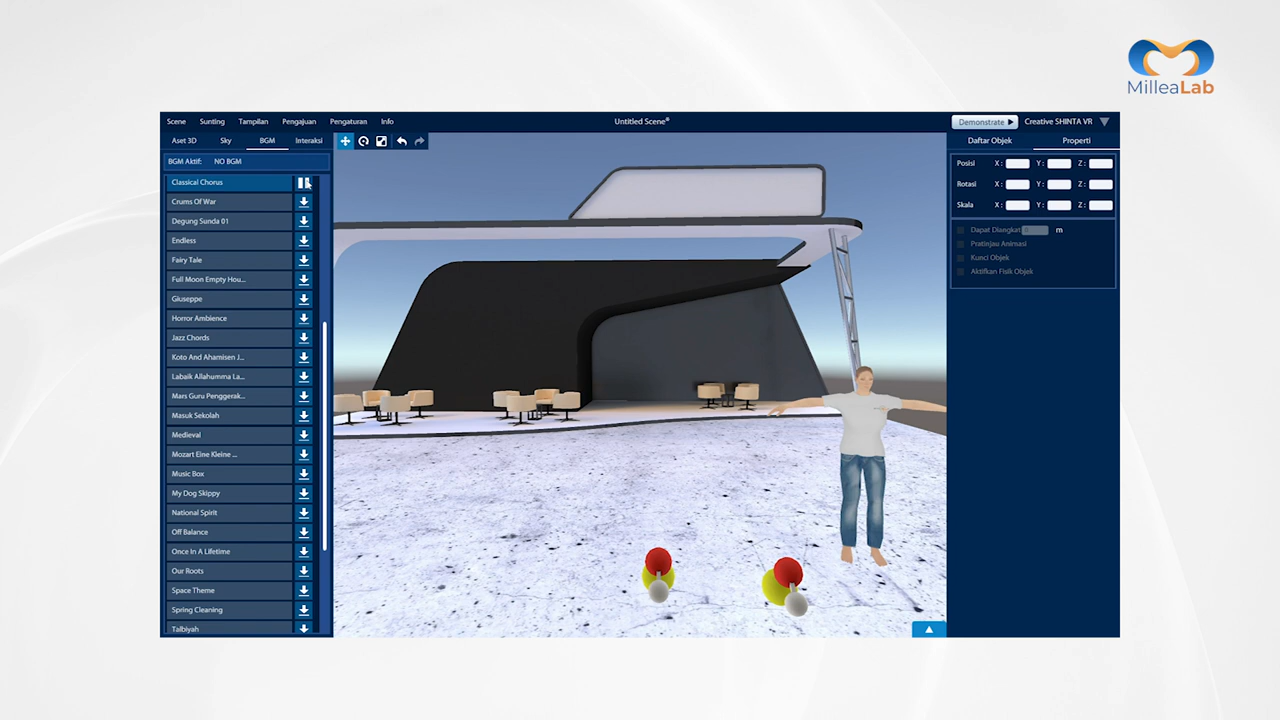 MilleaLab
Scene Sunting Tampilan Pengajuan Pengaturan Info
Untitled Scene*
Demonstrate Creative SHINTA VR
Aset 3D Sky BGM Interaksi
Daftar Objek Properti
BGM Aktif: NO BGM
Classical Chorus
Crums Of War
Degung Sunda 01
Endless
Fairy Tale
Full Moon Empty Hou...
Giuseppe
Horror Ambience
Jazz Chords
Koto And Ahamisen J...
Labaik Allahumma La...
Mars Guru Penggerak...
Masuk Sekolah
Medieval
Mozart Eine Kleine ...
Music Box
My Dog Skippy
National Spirit
Off Balance
Once In A Lifetime
Our Roots
Space Theme
Spring Cleaning
Talbiyah
Posisi X : Y : Z :
Rotasi X : Y : Z :
Skala X : Y : Z :
Dapat Diangkat m
Pratinjau Animasi
Kunci Objek
Aktifkan Fisik Objek